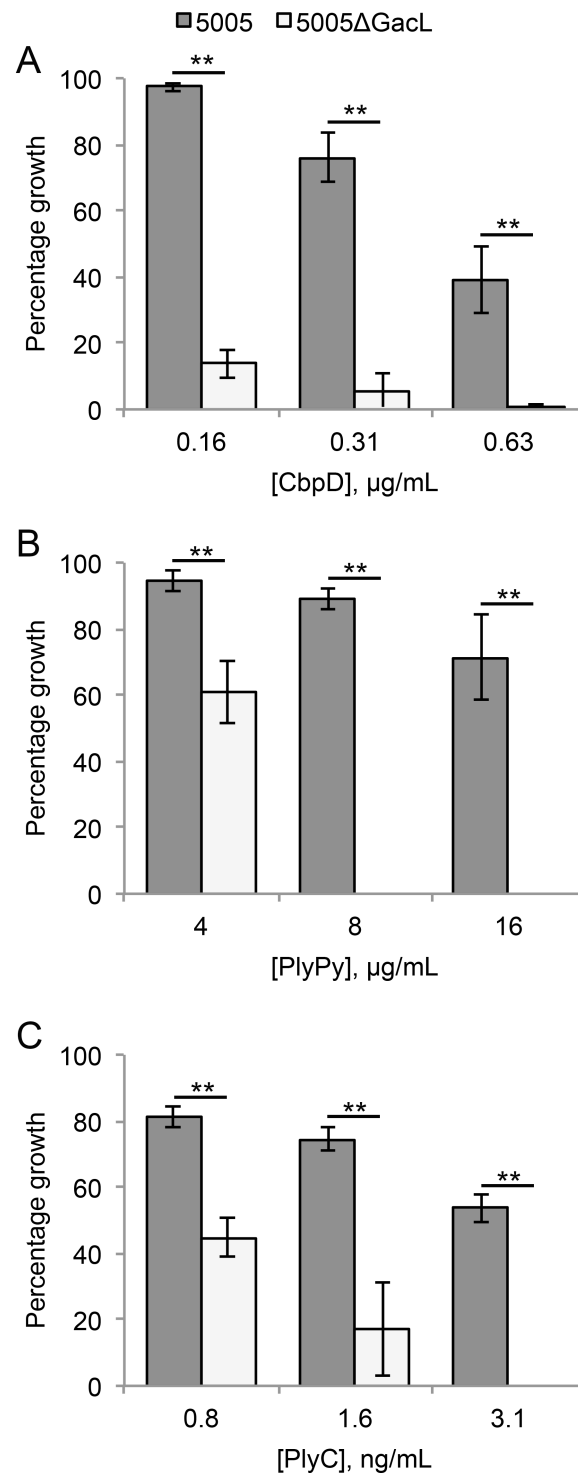 5005 5005ΔGacL
A
**
**
**
100
80
60
40
20
0
Percentage growth
0.16 0.31 0.63
[CbpD], µg/mL
B
**
**
**
100
80
60
40
20
0
Percentage growth
4 8 16
[PlyPy], µg/mL
C
**
**
**
100
80
60
40
20
0
Percentage growth
0.8 1.6 3.1
[PlyC], ng/mL